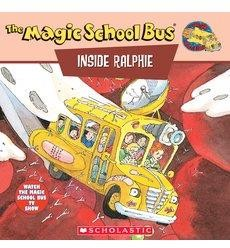 The Magic School Bus
INSIDE RALPHIE
WATCH
THE MAGIC
SCHOOL BUS
TV
SHOW
SCHOLASTIC